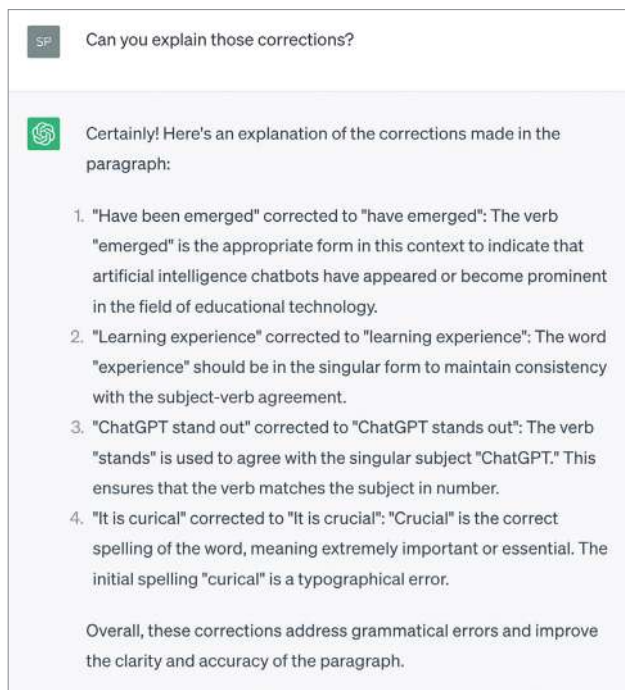 SP Can you explain those corrections?
Certainly! Here's an explanation of the corrections made in the
paragraph:
1. "Have been emerged" corrected to "have emerged": The verb
"emerged" is the appropriate form in this context to indicate that
artificial intelligence chatbots have appeared or become prominent
in the field of educational technology.
2. "Learning experience" corrected to "learning experience": The word
"experience" should be in the singular form to maintain consistency
with the subject-verb agreement.
3. "ChatGPT stand out" corrected to "ChatGPT stands out": The verb
"stands" is used to agree with the singular subject "ChatGPT." This
ensures that the verb matches the subject in number.
4. "It is curical" corrected to "It is crucial": "Crucial" is the correct
spelling of the word, meaning extremely important or essential. The
initial spelling "curical" is a typographical error.
Overall, these corrections address grammatical errors and improve
the clarity and accuracy of the paragraph.